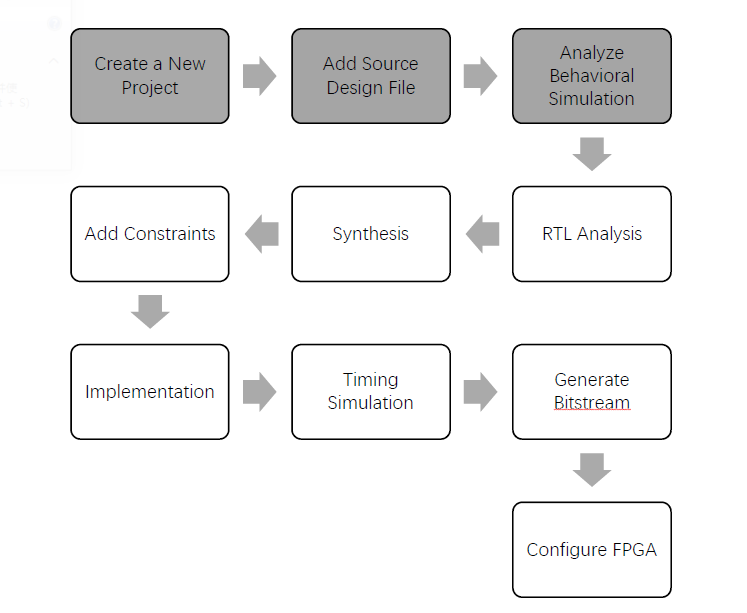 Create a New
Project
Add Source
Design File
Analyze
Behavioral
Simulation
Add Constraints
Synthesis
RTL Analysis
Implementation
Timing
Simulation
Generate
Bitstream
Configure FPGA